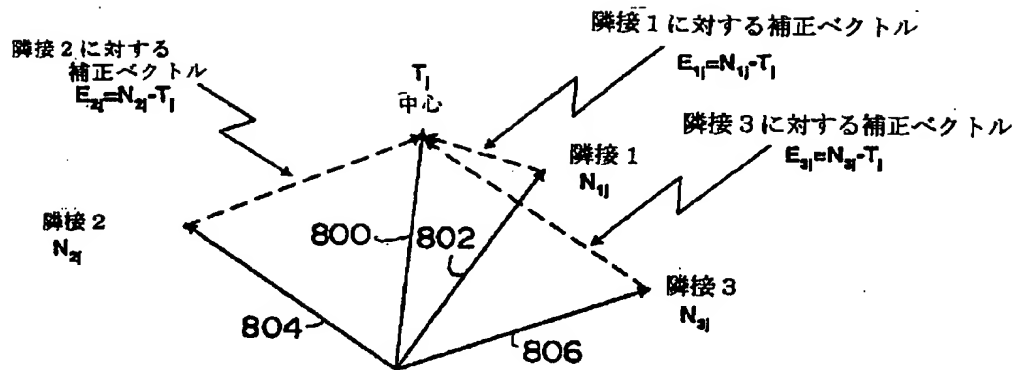 隣接2に対する
補正ベクトル
E2j=N2j-Tj
Tj
中心
隣接1に対する補正ベクトル
E1j=N1j-Tj
隣接3に対する補正ベクトル
E3j=N3j-Tj
隣接1
N1j
隣接2
N2j
800
802
隣接3
N3j
804
806